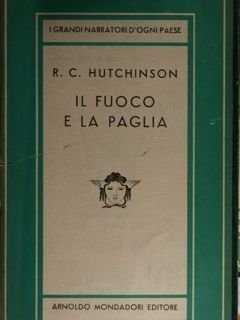 I GRANDI NARRATORI D'OGNI PAESE
R. C. HUTCHINSON
IL FUOCO
E LA PAGLIA
ARNOLDO MONDADORI EDITORE